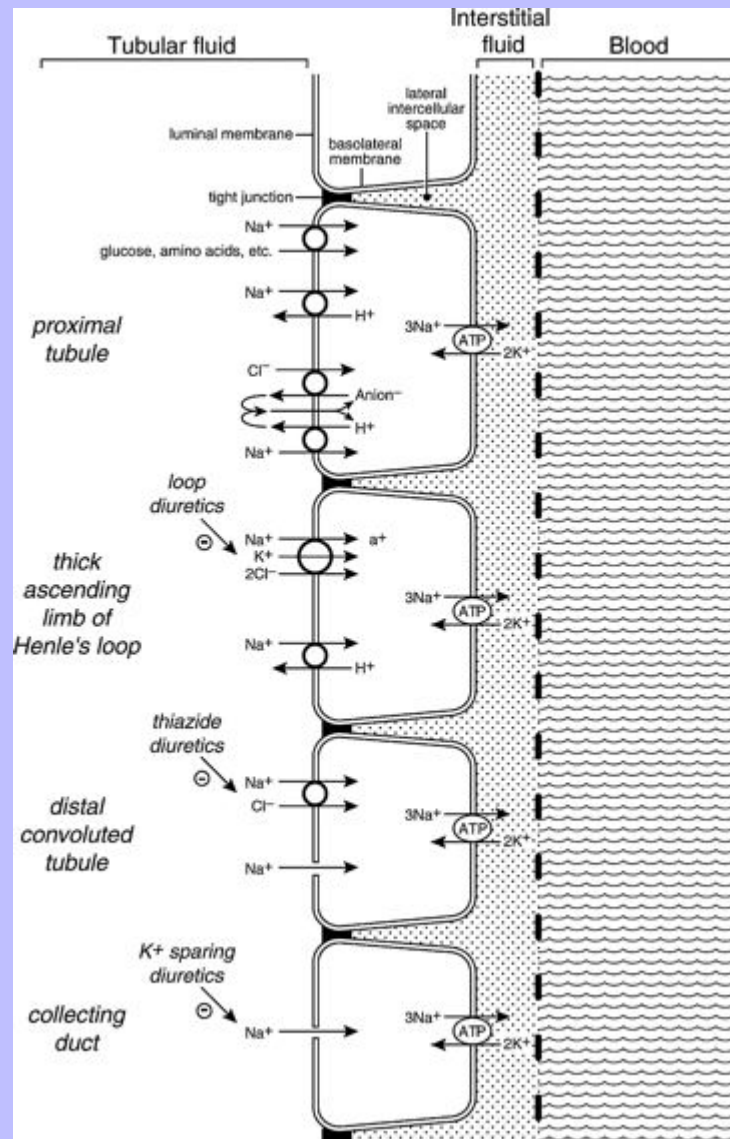 Tubular fluid
Interstitial
fluid
Blood
luminal membrane
lateral
intercellular
space
basolateral
membrane
tight junction
proximal
tubule
Na⁺
glucose, amino acids, etc.
Na⁺
H⁺
3Na⁺
ATP
2K⁺
Cl⁻
Anion⁻
H⁺
Na⁺
loop
diuretics
⊖
thick
ascending
limb of
Henle's loop
Na⁺
a⁺
K⁺
2Cl⁻
3Na⁺
ATP
2K⁺
Na⁺
H⁺
thiazide
diuretics
⊖
distal
convoluted
tubule
Na⁺
Cl⁻
3Na⁺
ATP
2K⁺
Na⁺
K+ sparing
diuretics
⊖
collecting
duct
Na⁺
3Na⁺
ATP
2K⁺